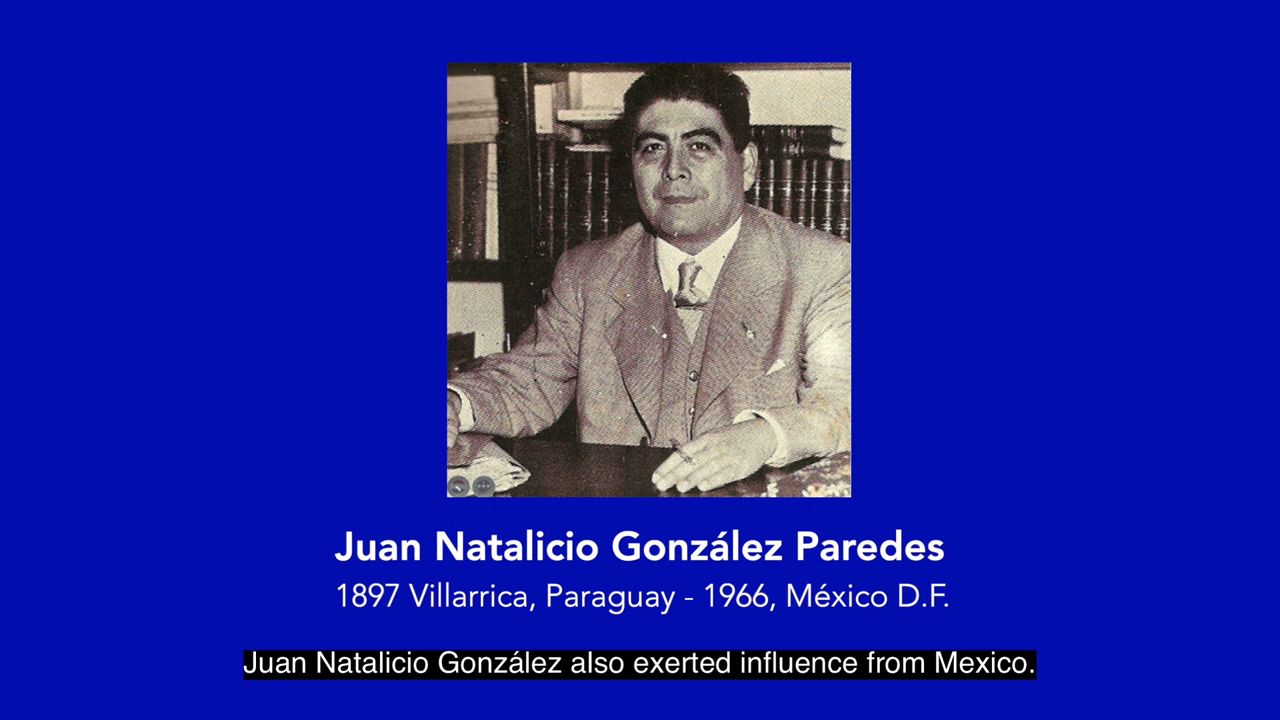 Juan Natalicio González Paredes
1897 Villarrica, Paraguay - 1966, México D.F.
Juan Natalicio González also exerted influence from Mexico.